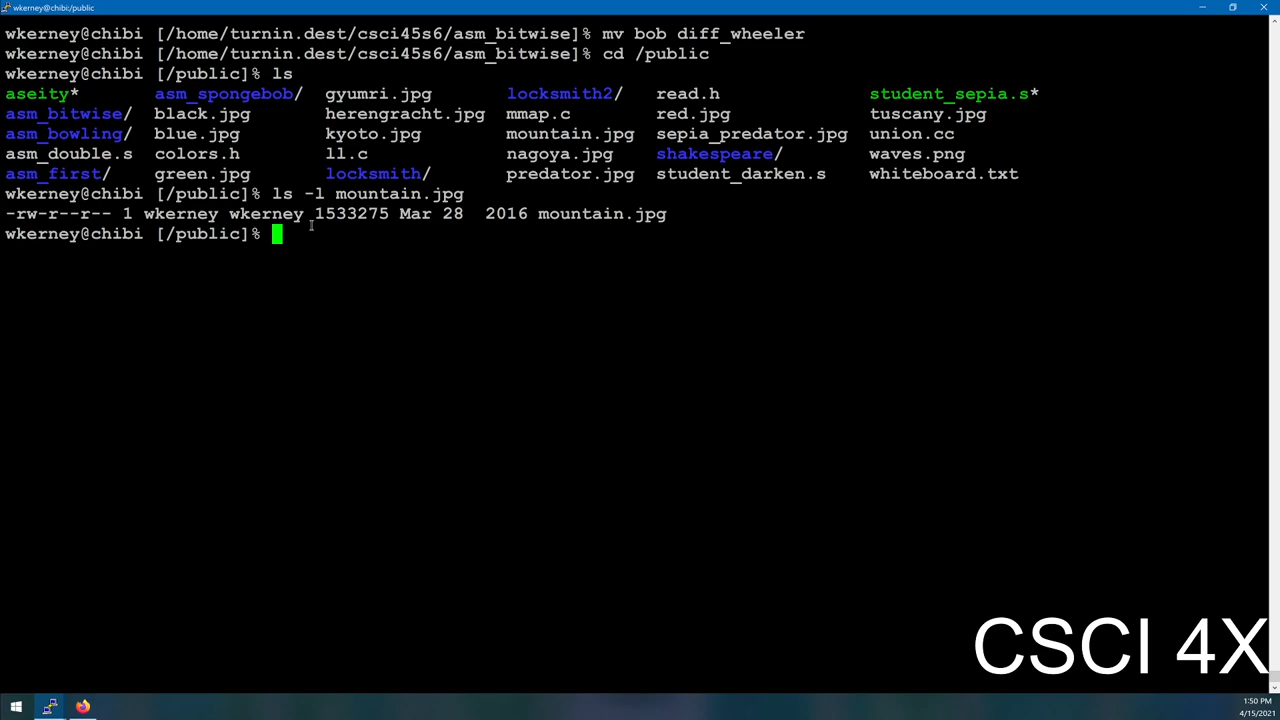 wkerney@chibi:/public
wkerney@chibi [/home/turnin.dest/csci45s6/asm_bitwise]% mv bob diff_wheeler
wkerney@chibi [/home/turnin.dest/csci45s6/asm_bitwise]% cd /public
wkerney@chibi [/public]% ls
aseity* asm_spongebob/ gyumri.jpg locksmith2/ read.h student_sepia.s*
asm_bitwise/ black.jpg herengracht.jpg mmap.c red.jpg tuscany.jpg
asm_bowling/ blue.jpg kyoto.jpg mountain.jpg sepia_predator.jpg union.cc
asm_double.s colors.h ll.c nagoya.jpg shakespeare/ waves.png
asm_first/ green.jpg locksmith/ predator.jpg student_darken.s whiteboard.txt
wkerney@chibi [/public]% ls -l mountain.jpg
-rw-r--r-- 1 wkerney wkerney 1533275 Mar 28 2016 mountain.jpg
wkerney@chibi [/public]%
CSCI 4X
1:50 PM
4/15/2021